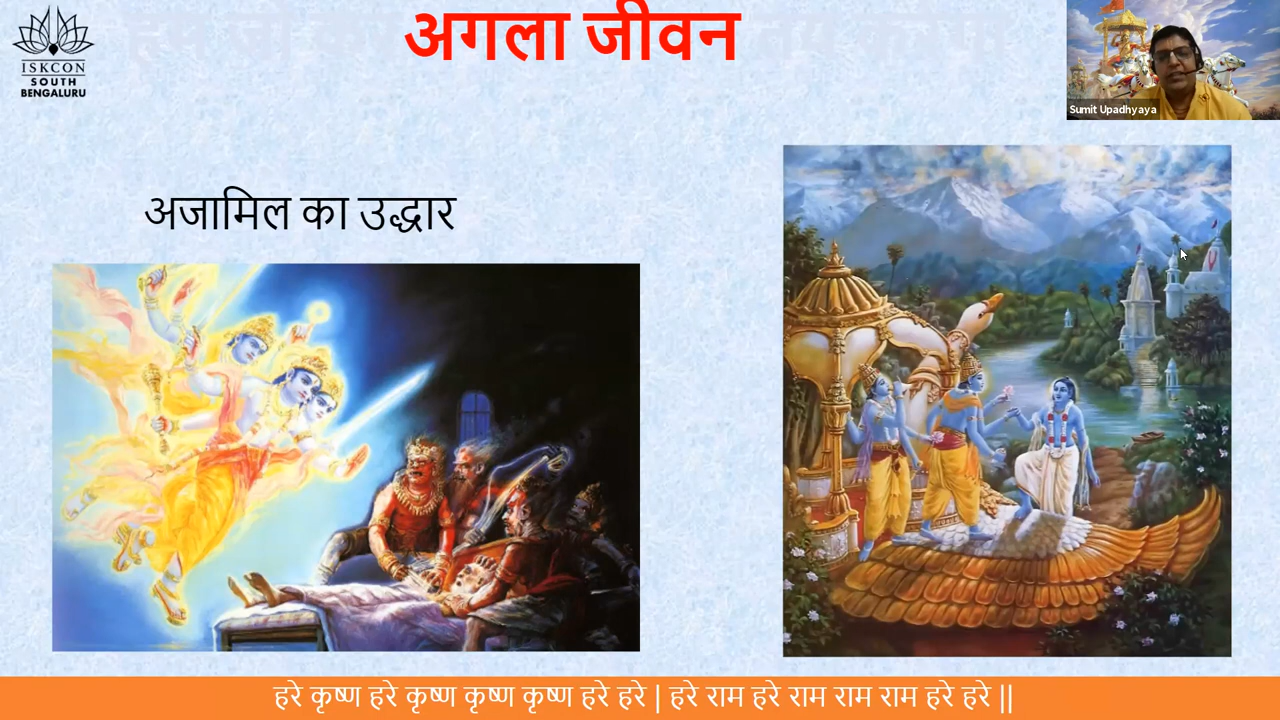 अगला जीवन
ISKCON
SOUTH
BENGALURU
Sumit Upadhyaya
अजामिल का उद्धार
हरे कृष्ण हरे कृष्ण कृष्ण कृष्ण हरे हरे | हरे राम हरे राम राम राम हरे हरे ||